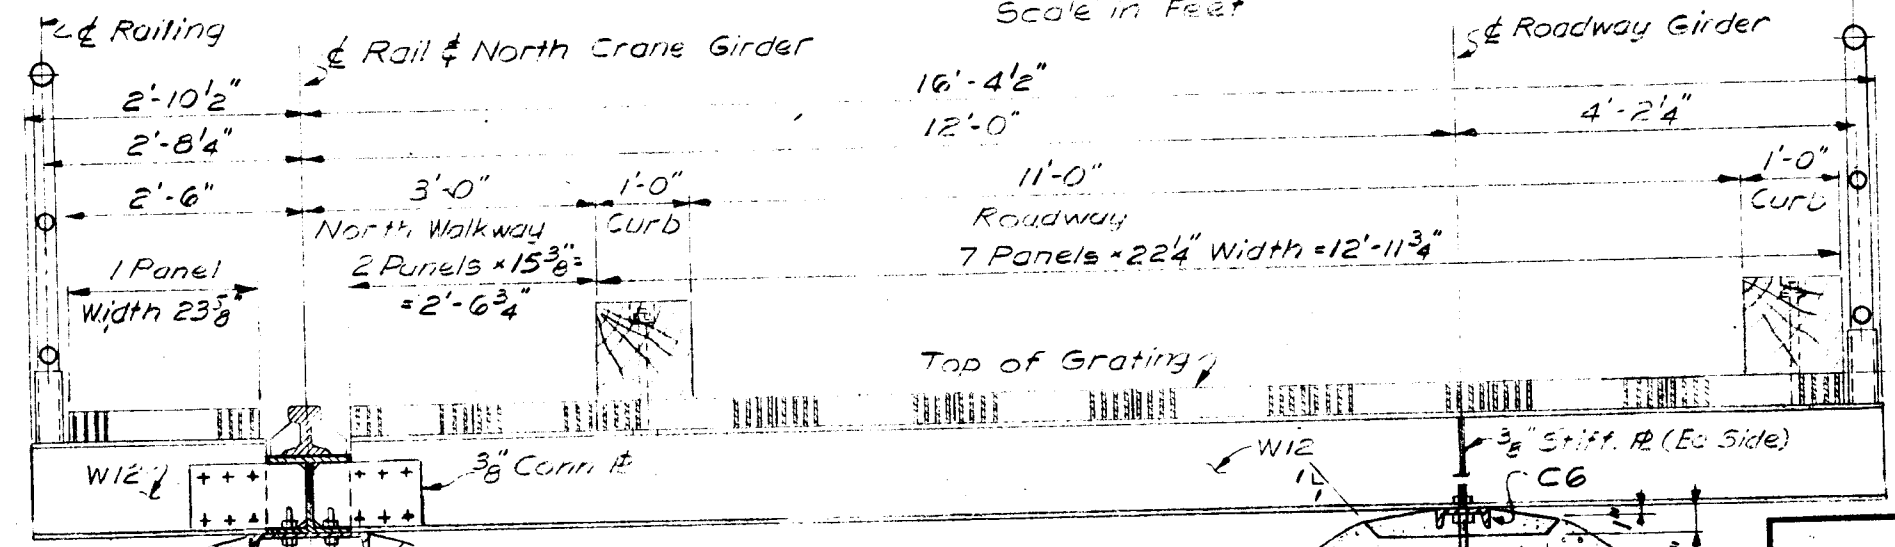 Scale in Feet
℄ Railing
℄ Rail & North Crane Girder
℄ Roadway Girder
2'-10½"
16'-4½"
2'-8¼"
12'-0"
4'-2¼"
2'-6"
3'-0"
1'-0"
11'-0"
1'-0"
North Walkway
Curb
Roadway
Curb
1 Panel
2 Panels × 15⅜" =
7 Panels × 22¼" Width = 12'-11¾"
Width 23⅝"
= 2'-6¾"
Top of Grating
W12
⅜" Conn ℄
W12
⅜" Stiff. ℄ (Ea Side)
1
1
C6
1"